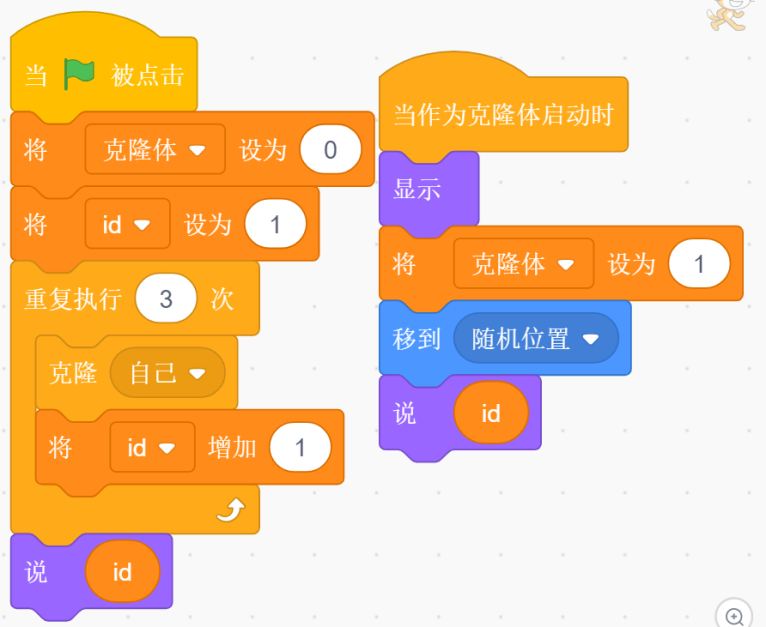 当 被点击
将 克隆体 设为 0
将 id 设为 1
重复执行 3 次
克隆 自己
将 id 增加 1
说 id
当作为克隆体启动时
显示
将 克隆体 设为 1
移到 随机位置
说 id